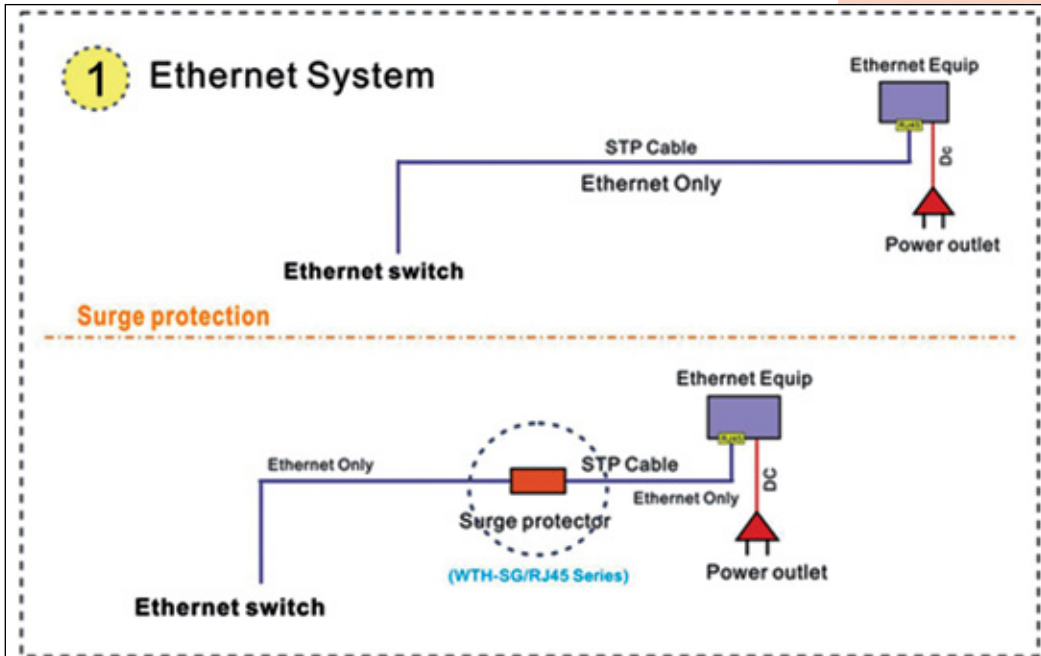 1 Ethernet System
Ethernet Equip
RJ45
STP Cable
Dc
Ethernet Only
Power outlet
Ethernet switch
Surge protection
Ethernet Equip
RJ45
Ethernet Only
STP Cable
DC
Ethernet Only
Surge protector
(WTH-SG/RJ45 Series)
Power outlet
Ethernet switch